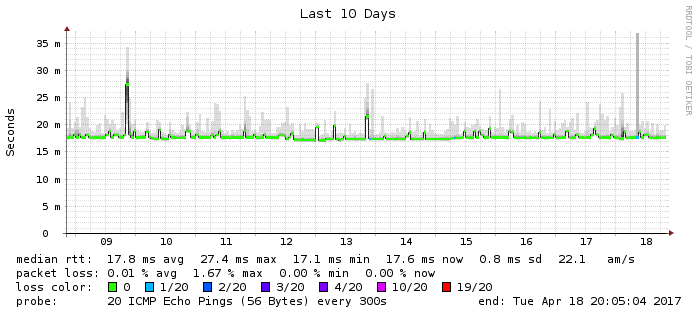 Last 10 Days
RRDTOOL / TOBI OETIKER
Seconds
35 m
30 m
25 m
20 m
15 m
10 m
5 m
0
09 10 11 12 13 14 15 16 17 18
median rtt: 17.8 ms avg 27.4 ms max 17.1 ms min 17.6 ms now 0.8 ms sd 22.1 am/s
packet loss: 0.01 % avg 1.67 % max 0.00 % min 0.00 % now
loss color: 0 1/20 2/20 3/20 4/20 10/20 19/20
probe: 20 ICMP Echo Pings (56 Bytes) every 300s end: Tue Apr 18 20:05:04 2017